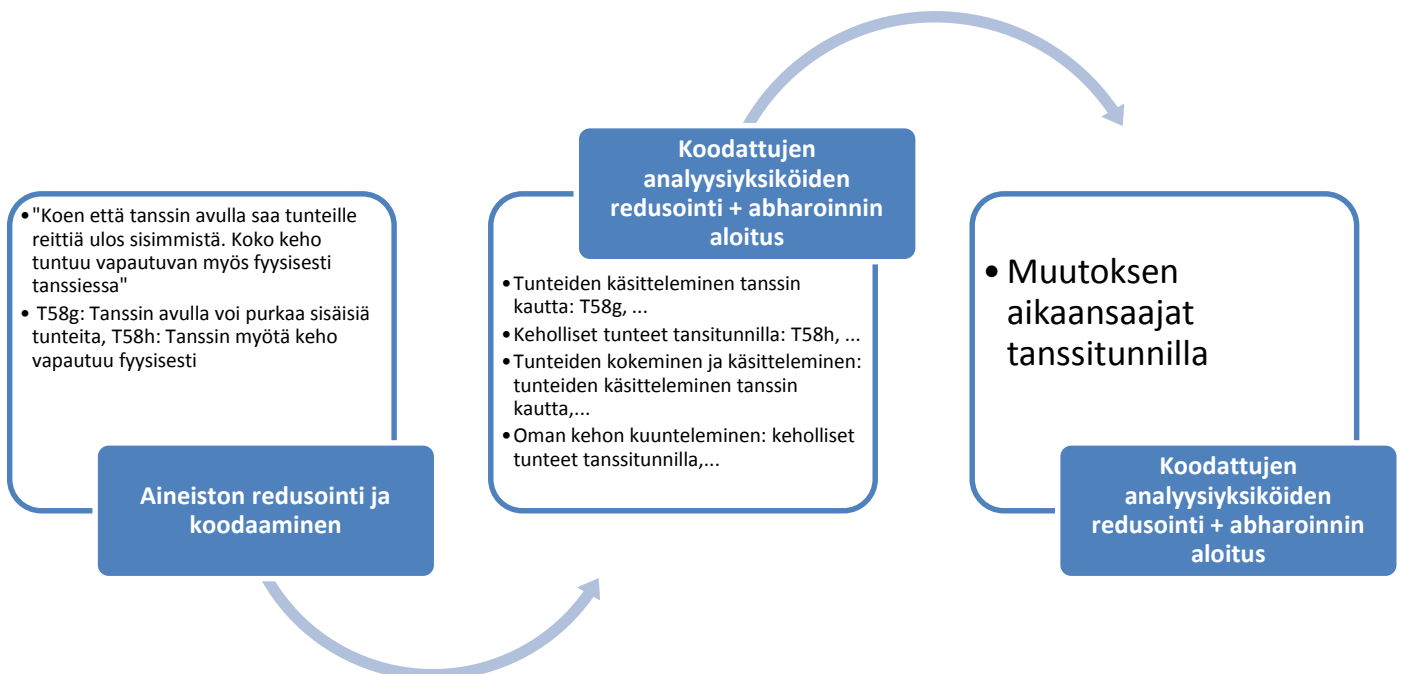 •"Koen että tanssin avulla saa tunteille
reittiä ulos sisimmistä. Koko keho
tuntuu vapautuvan myös fyysisesti
tanssiessa"
• T58g: Tanssin avulla voi purkaa sisäisiä
tunteita, T58h: Tanssin myötä keho
vapautuu fyysisesti
Aineiston redusointi ja
koodaaminen
Koodattujen
analyysiyksiköiden
redusointi + abharoinnin
aloitus
•Tunteiden käsitteleminen tanssin
kautta: T58g, ...
•Keholliset tunteet tansitunnilla: T58h, ...
•Tunteiden kokeminen ja käsitteleminen:
tunteiden käsitteleminen tanssin
kautta,...
•Oman kehon kuunteleminen: keholliset
tunteet tanssitunnilla,...
• Muutoksen
aikaansaajat
tanssitunnilla
Koodattujen
analyysiyksiköiden
redusointi + abharoinnin
aloitus